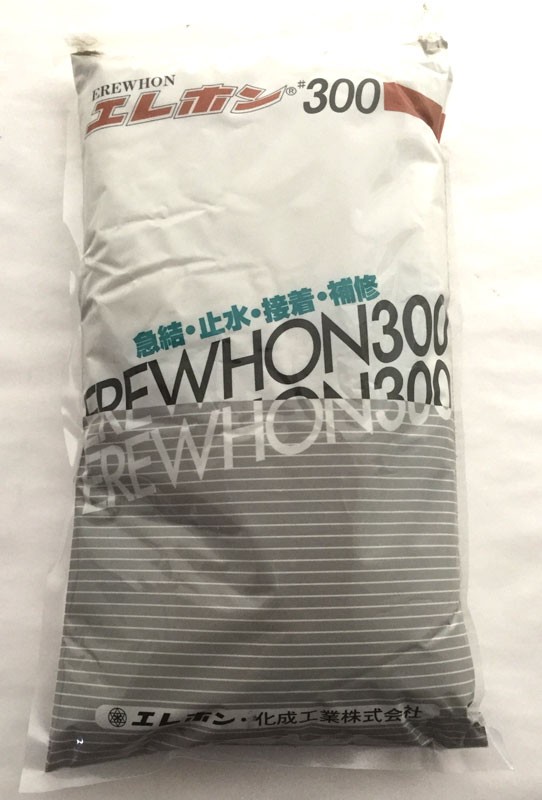 EREWHON
エレホン®#300
急結・止水・接着・補修
EREWHON300
EREWHON300
エレホン・化成工業株式会社